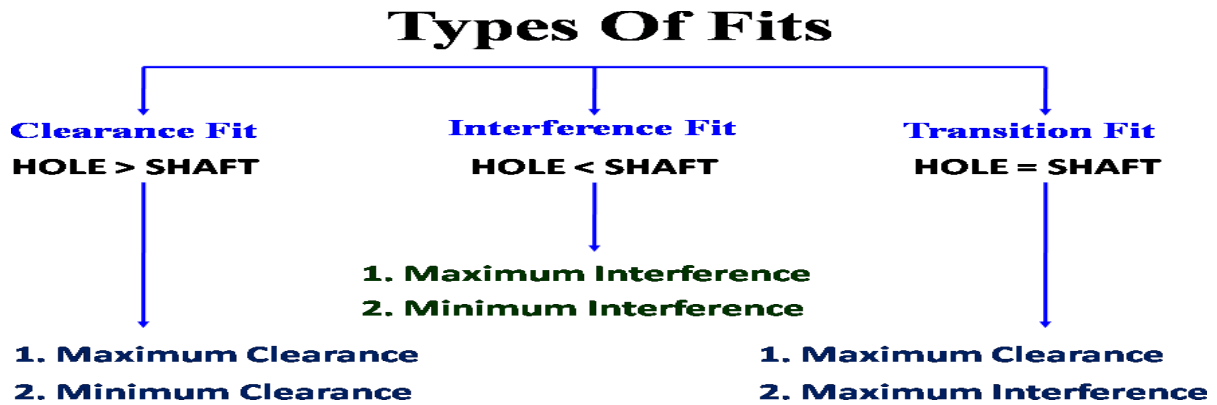 Types Of Fits
Clearance Fit
HOLE > SHAFT
1. Maximum Clearance
2. Minimum Clearance
Interference Fit
HOLE < SHAFT
1. Maximum Interference
2. Minimum Interference
Transition Fit
HOLE = SHAFT
1. Maximum Clearance
2. Maximum Interference